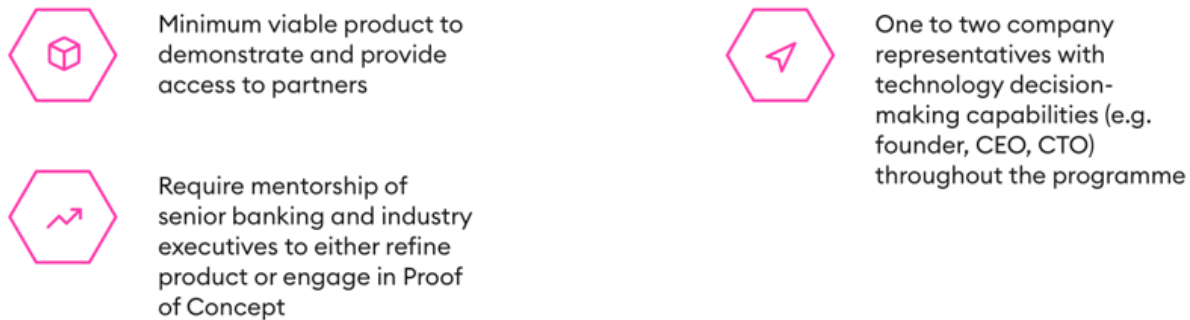 Minimum viable product to
demonstrate and provide
access to partners
Require mentorship of
senior banking and industry
executives to either refine
product or engage in Proof
of Concept
One to two company
representatives with
technology decision-
making capabilities (e.g.
founder, CEO, CTO)
throughout the programme